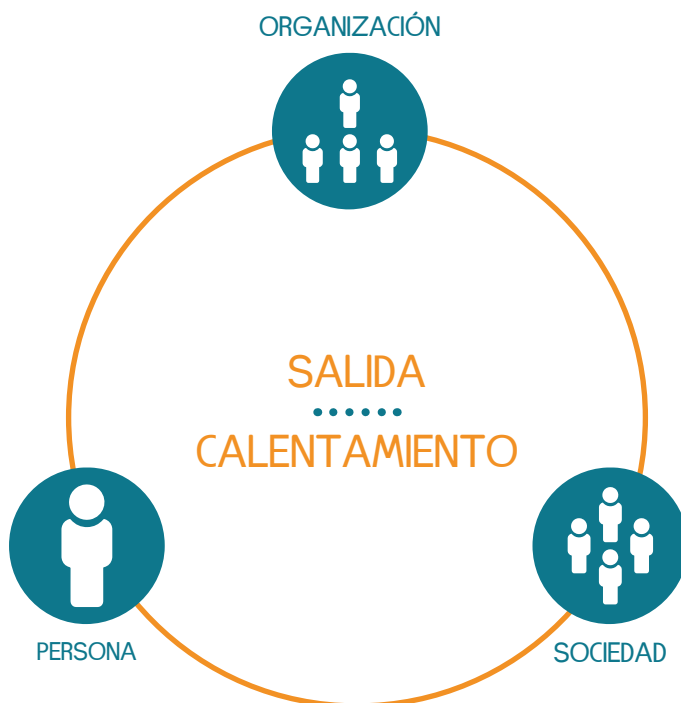 ORGANIZACIÓN
SALIDA
CALENTAMIENTO
PERSONA
SOCIEDAD